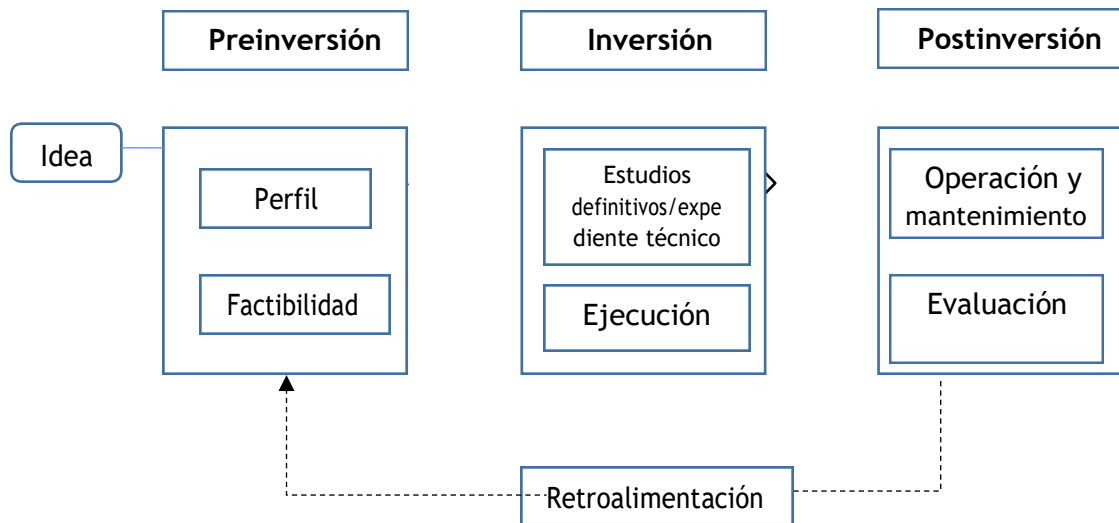 Preinversión
Inversión
Postinversión
Idea
Perfil
Factibilidad
Estudios
definitivos/expe
diente técnico
Ejecución
Operación y
mantenimiento
Evaluación
Retroalimentación